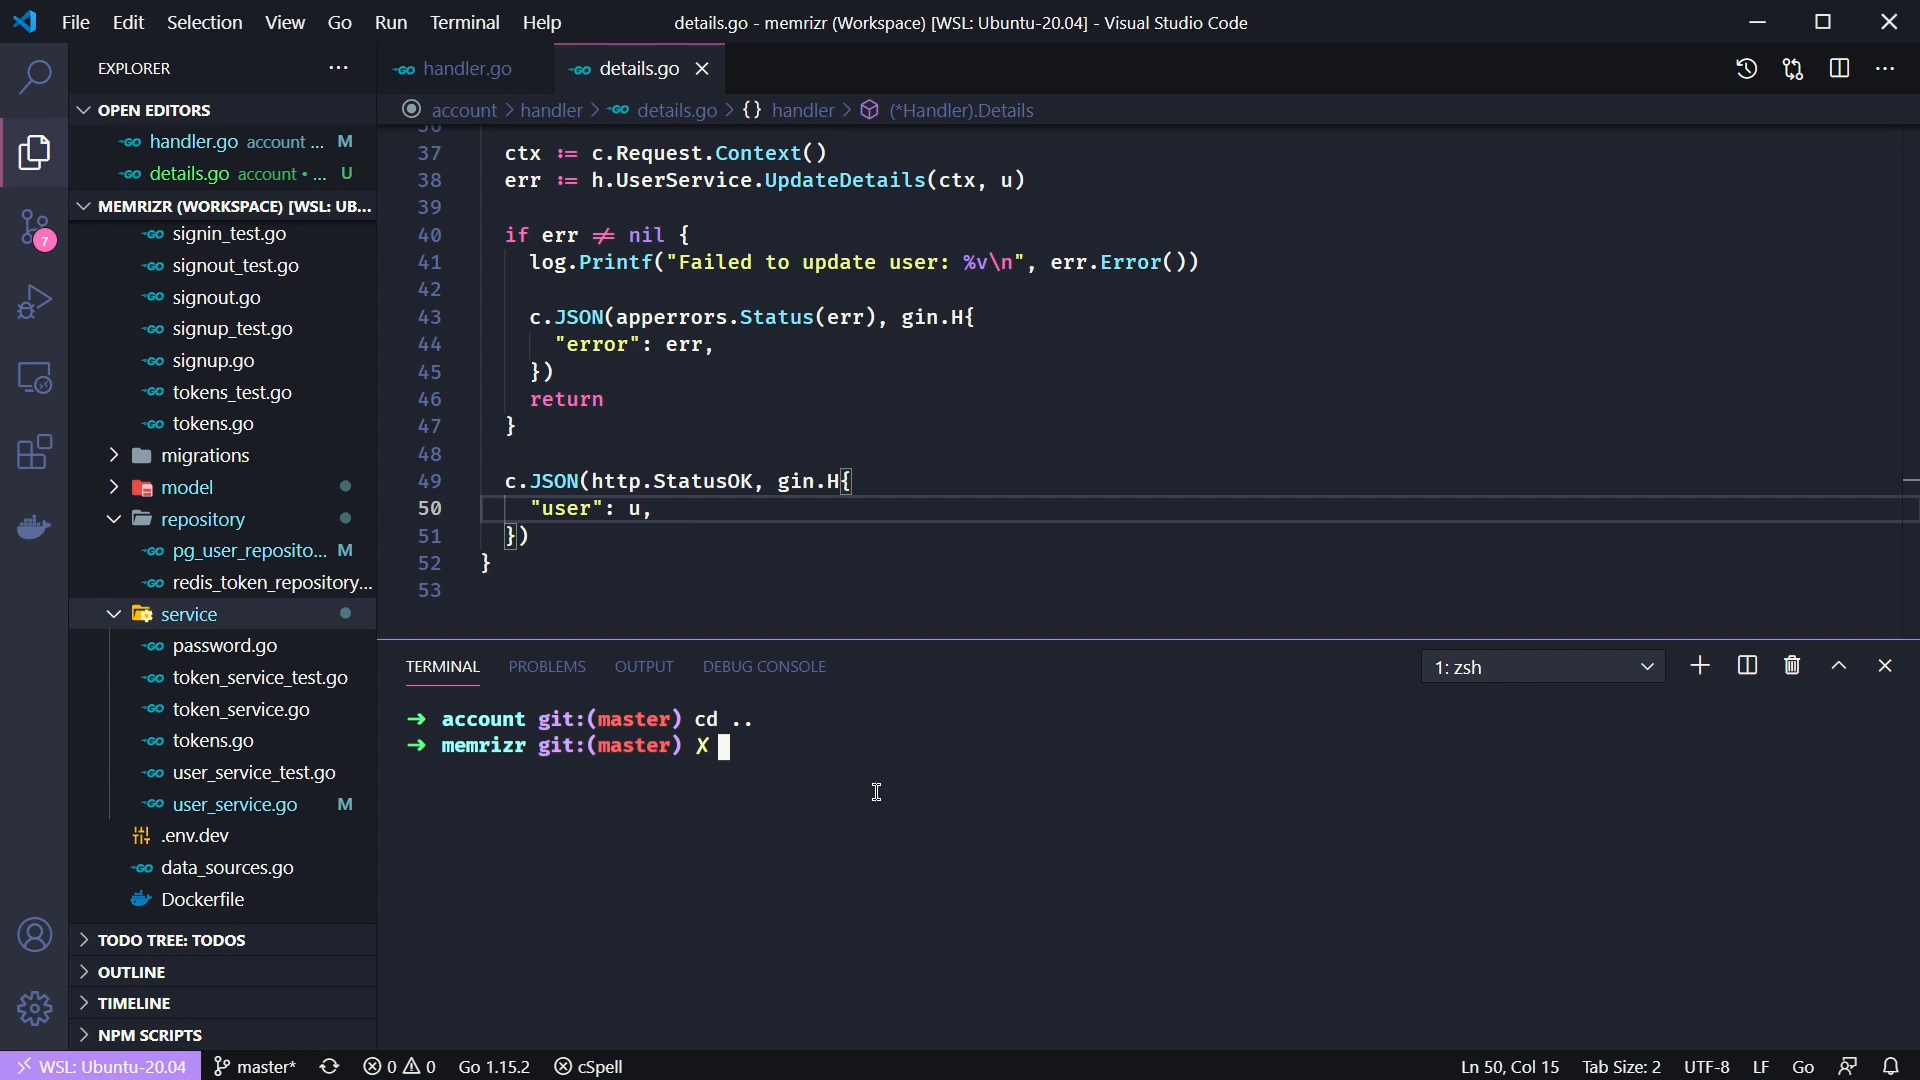 File Edit Selection View Go Run Terminal Help
details.go - memrizr (Workspace) [WSL: Ubuntu-20.04] - Visual Studio Code
EXPLORER
OPEN EDITORS
handler.go account ... M
details.go account • ... U
MEMRIZR (WORKSPACE) [WSL: UB...
signin_test.go
signout_test.go
signout.go
signup_test.go
signup.go
tokens_test.go
tokens.go
migrations
model
repository
pg_user_reposito... M
redis_token_repository...
service
password.go
token_service_test.go
token_service.go
tokens.go
user_service_test.go
user_service.go M
.env.dev
data_sources.go
Dockerfile
TODO TREE: TODOS
OUTLINE
TIMELINE
NPM SCRIPTS
7
handler.go details.go
account > handler > details.go > {} handler > (*Handler).Details
36
37 ctx := c.Request.Context()
38 err := h.UserService.UpdateDetails(ctx, u)
39
40 if err ≠ nil {
41 log.Printf("Failed to update user: %v\n", err.Error())
42
43 c.JSON(apperrors.Status(err), gin.H{
44 "error": err,
45 })
46 return
47 }
48
49 c.JSON(http.StatusOK, gin.H{
50 "user": u,
51 })
52 }
53
TERMINAL PROBLEMS OUTPUT DEBUG CONSOLE
1: zsh
→ account git:(master) cd ..
→ memrizr git:(master) ✗
WSL: Ubuntu-20.04 master* 0 0 Go 1.15.2 cSpell
Ln 50, Col 15 Tab Size: 2 UTF-8 LF Go